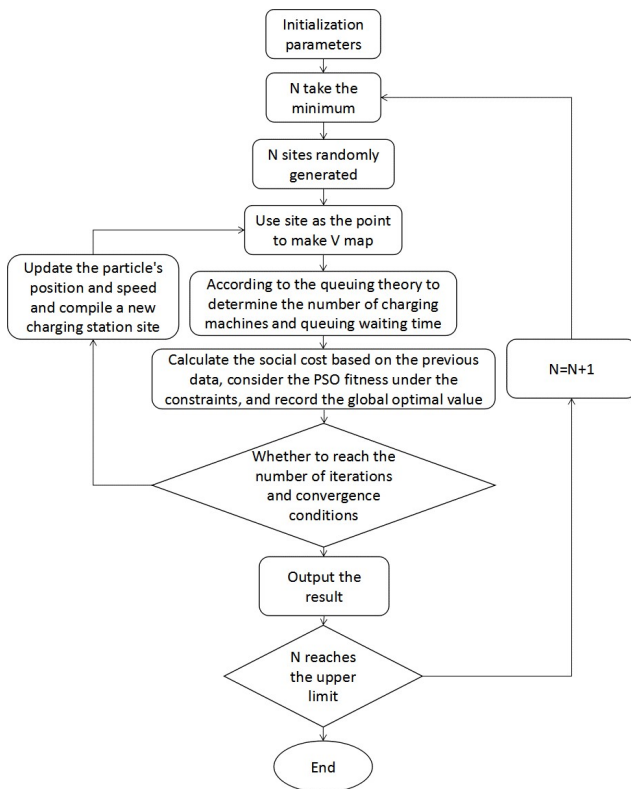 Initialization
parameters
N take the
minimum
N sites randomly
generated
Use site as the point
to make V map
Update the particle's
position and speed
and compile a new
charging station site
According to the queuing theory to
determine the number of charging
machines and queuing waiting time
Calculate the social cost based on the previous
data, consider the PSO fitness under the
constraints, and record the global optimal value
N=N+1
Whether to reach the
number of iterations
and convergence
conditions
Output the
result
N reaches
the upper
limit
End